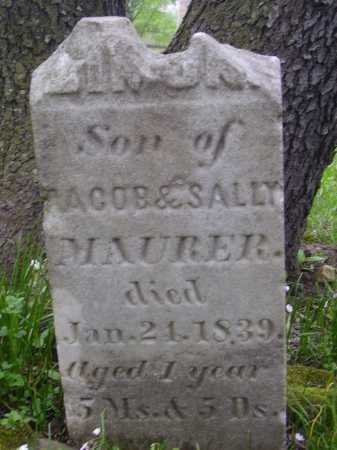 Son of
JACOB & SALLY
MAURER.
died
Jan. 24. 1839.
Aged 1 year
5 Ms. & 5 Ds.